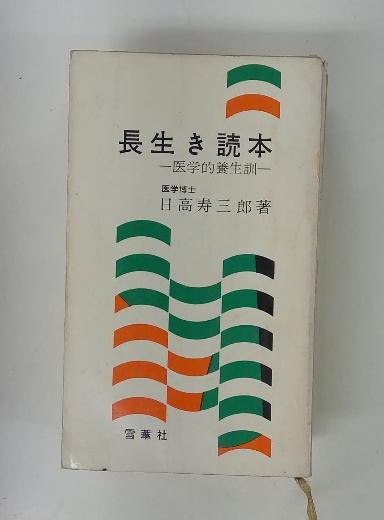 長生き読本
―医学的養生訓―
医学博士
日高寿三郎著
雪華社